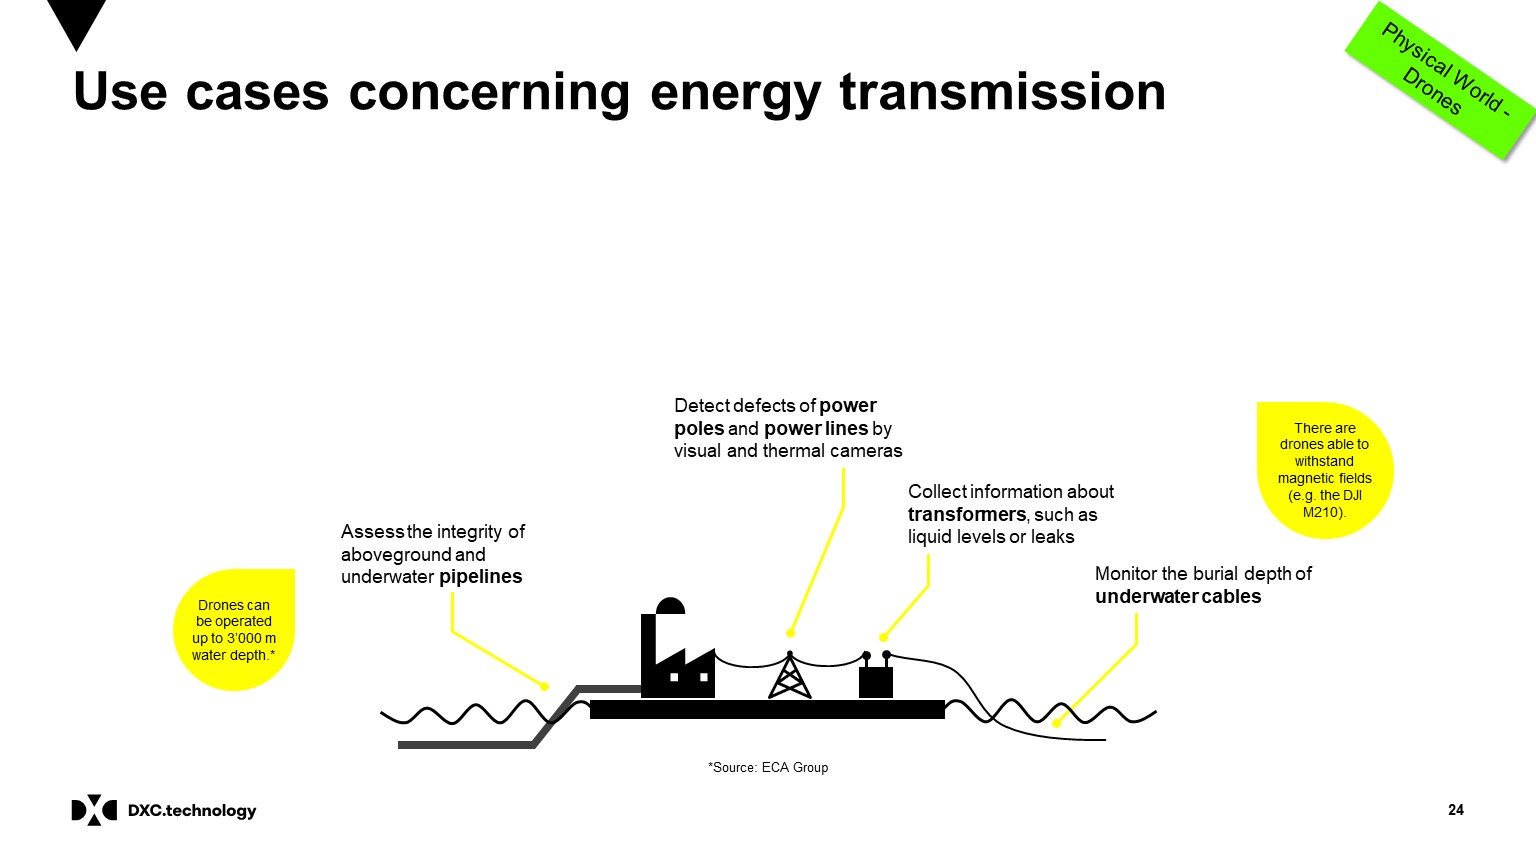 Use cases concerning energy transmission
Physical World -
Drones
Detect defects of power
poles and power lines by
visual and thermal cameras
There are
drones able to
withstand
magnetic fields
(e.g. the DJI
M210).
Collect information about
transformers, such as
liquid levels or leaks
Assess the integrity of
aboveground and
underwater pipelines
Monitor the burial depth of
underwater cables
Drones can
be operated
up to 3’000 m
water depth.*
*Source: ECA Group
DXC.technology
24